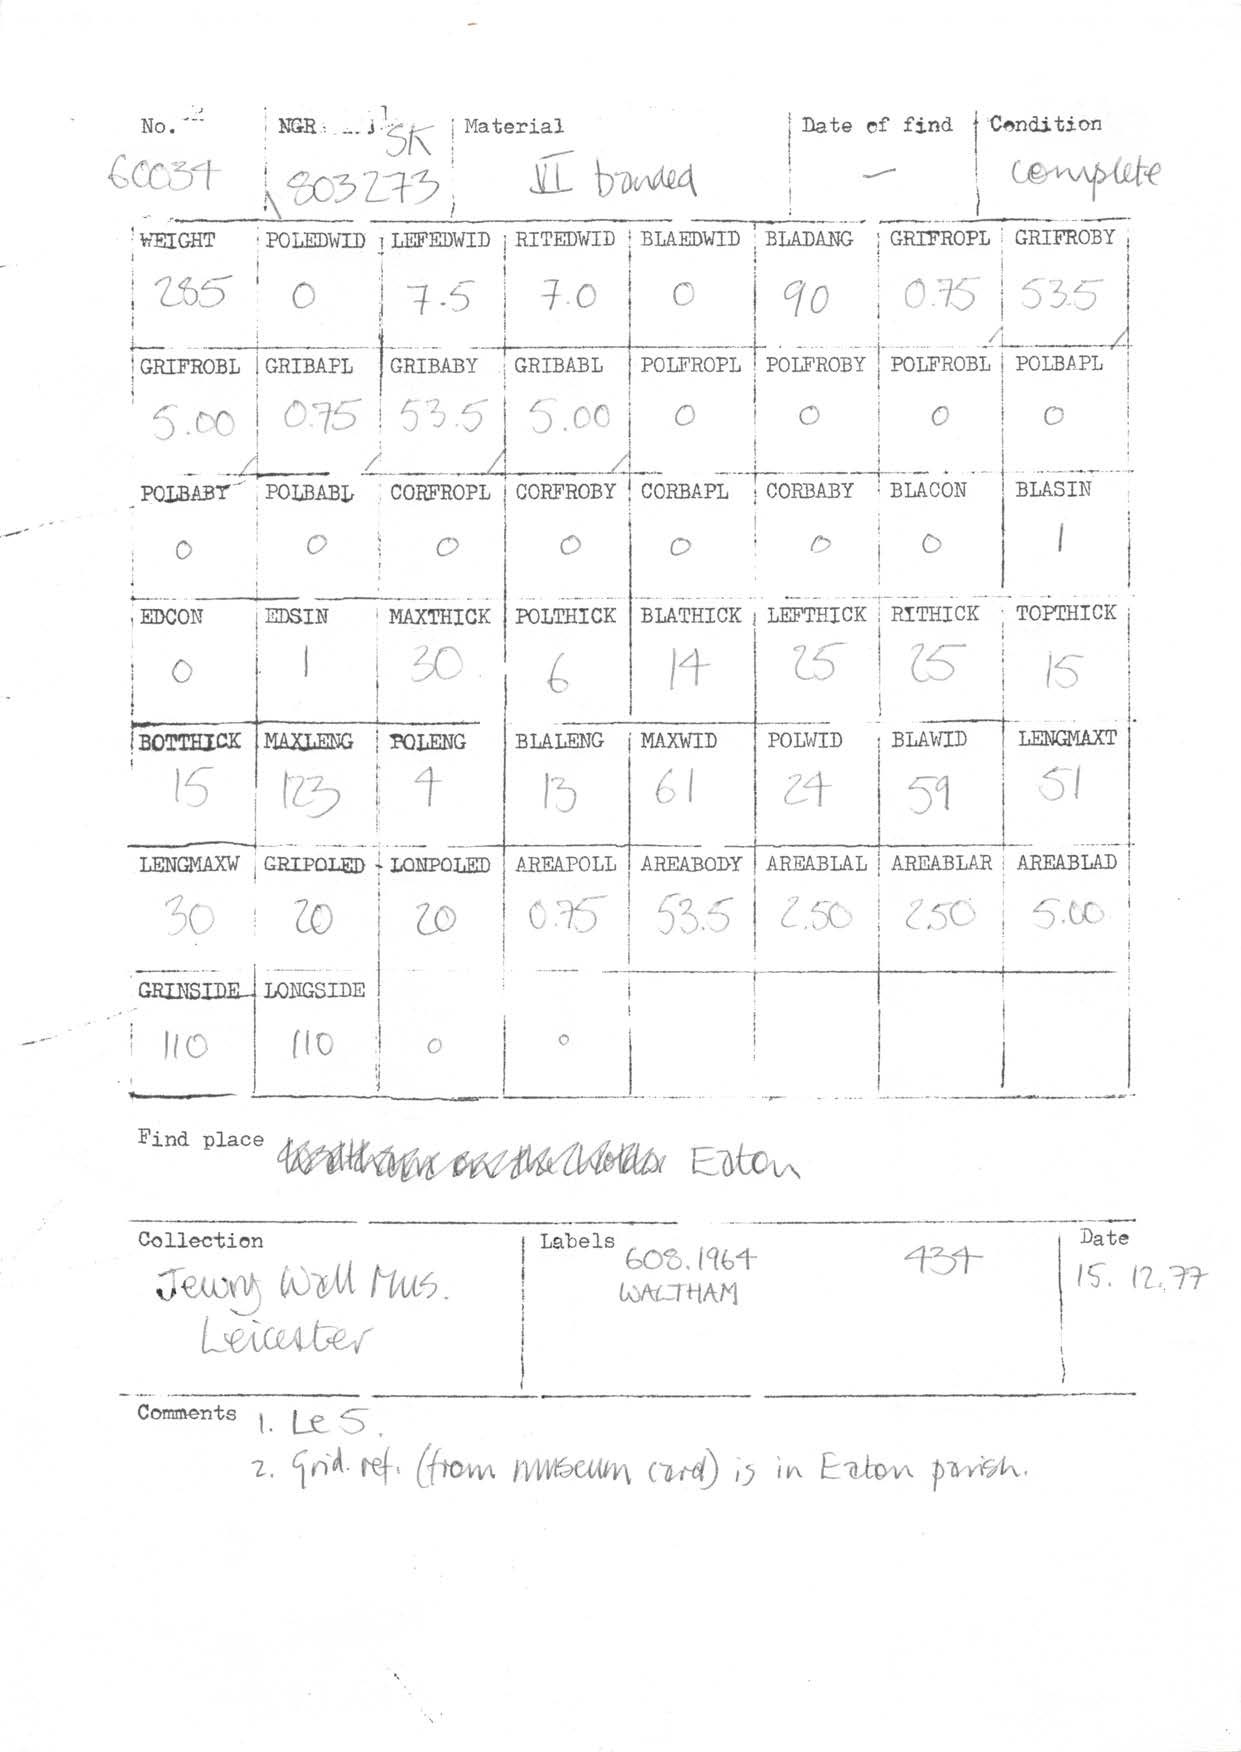 No. NGR SK Material Date of find Condition
60034 803273 VI banded — complete
WEIGHT POLEDWID LEFEDWID RITEDWID BLAEDWID BLADANG GRIFROPL GRIFROBY
285 0 7.5 7.0 0 90 0.75 53.5
GRIFROBL GRIBAPL GRIBABY GRIBABL POLFROPL POLFROBY POLFROBL POLBAPL
5.00 0.75 53.5 5.00 0 0 0 0
POLBABY POLBABL CORFROPL CORFROBY CORBAPL CORBABY BLACON BLASIN
0 0 0 0 0 0 0 1
EDCON EDSIN MAXTHICK POLTHICK BLATHICK LEFTHICK RITHICK TOPTHICK
0 1 30 6 14 25 25 15
BOTTHICK MAXLENG POLENG BLALENG MAXWID POLWID BLAWID LENGMAXT
15 123 4 13 61 24 59 51
LENGMAXW GRIPOLED LONPOLED AREAPOLL AREABODY AREABLAL AREABLAR AREABLAD
30 20 20 0.75 53.5 2.50 2.50 5.00
GRINSIDE LONGSIDE
110 110 0 0
Find place Eaton
Collection Labels Date
608.1964 434
Jewry Wall Mus. WALTHAM 15. 12.77
Leicester
Comments 1. Le 5.
2. Grid. ref. (from museum card) is in Eaton parish.